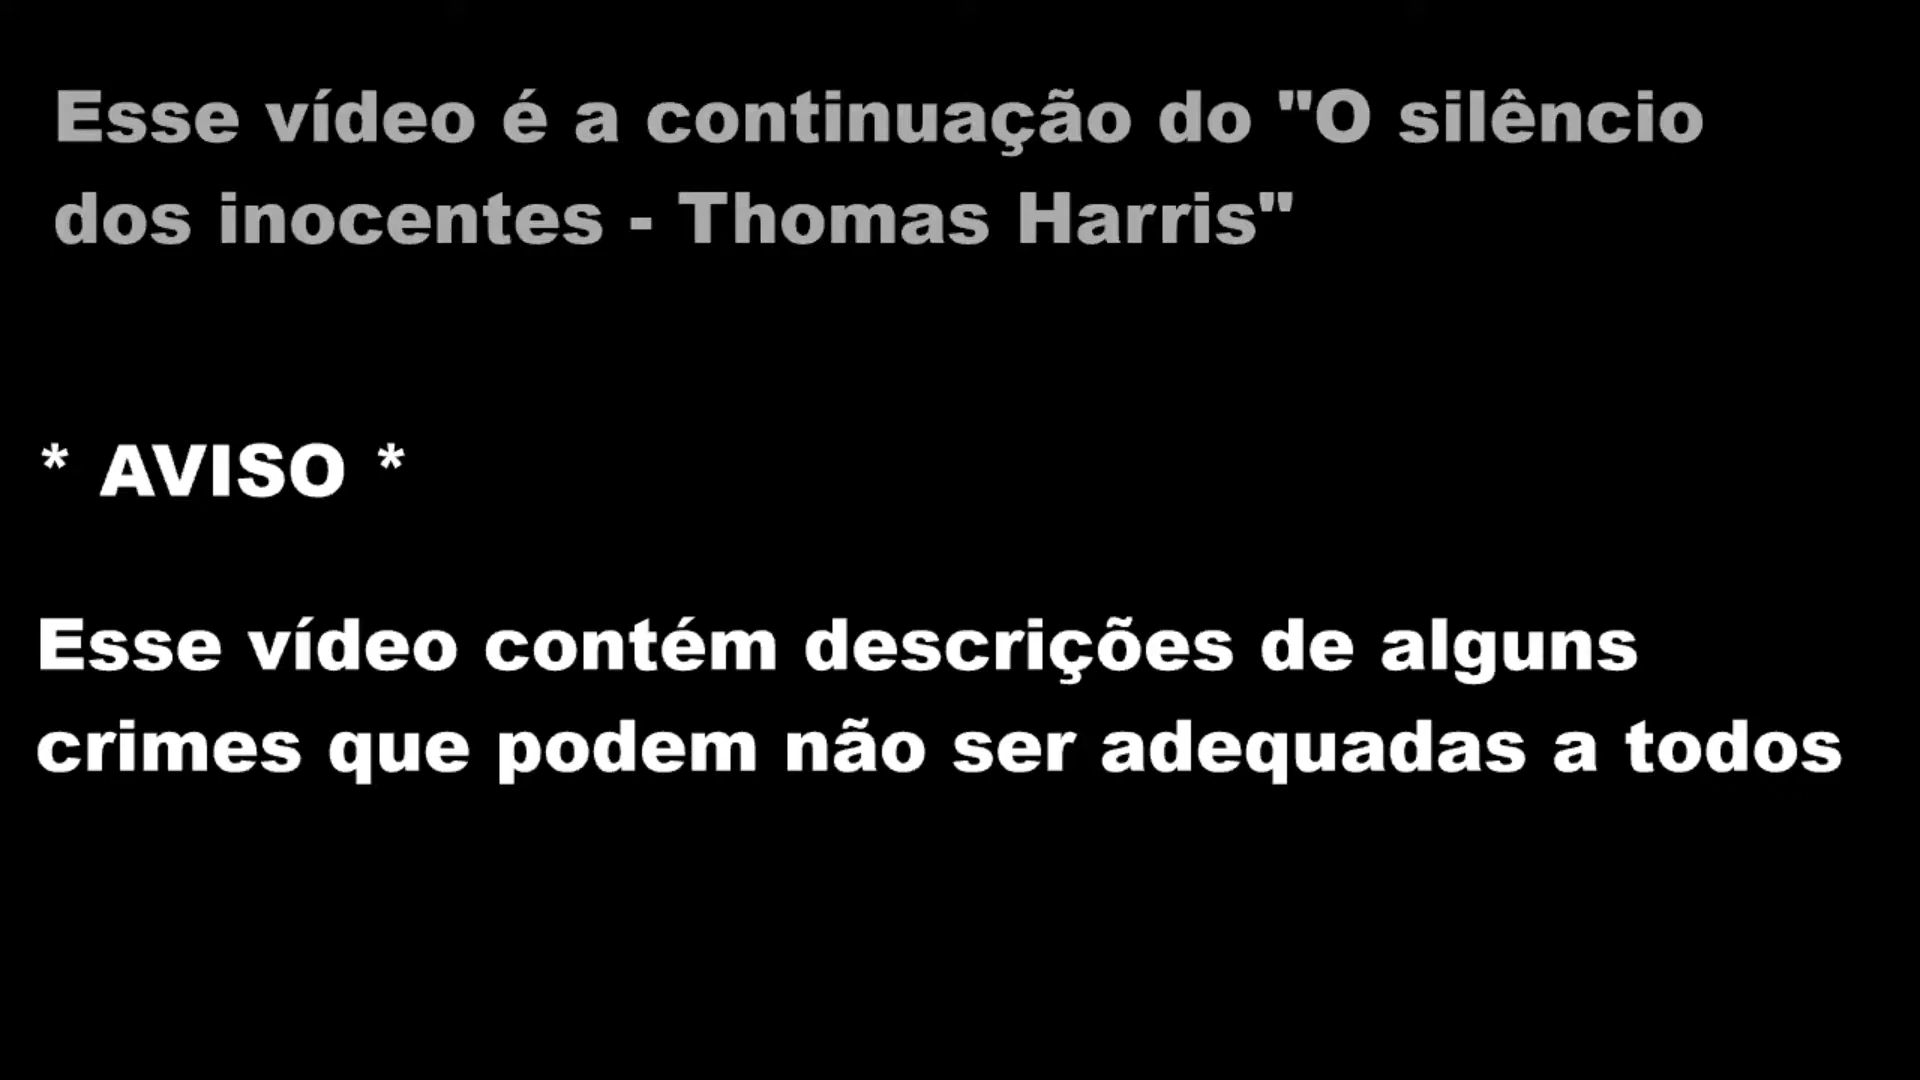 Esse vídeo é a continuação do "O silêncio
dos inocentes - Thomas Harris"
* AVISO *
Esse vídeo contém descrições de alguns
crimes que podem não ser adequadas a todos